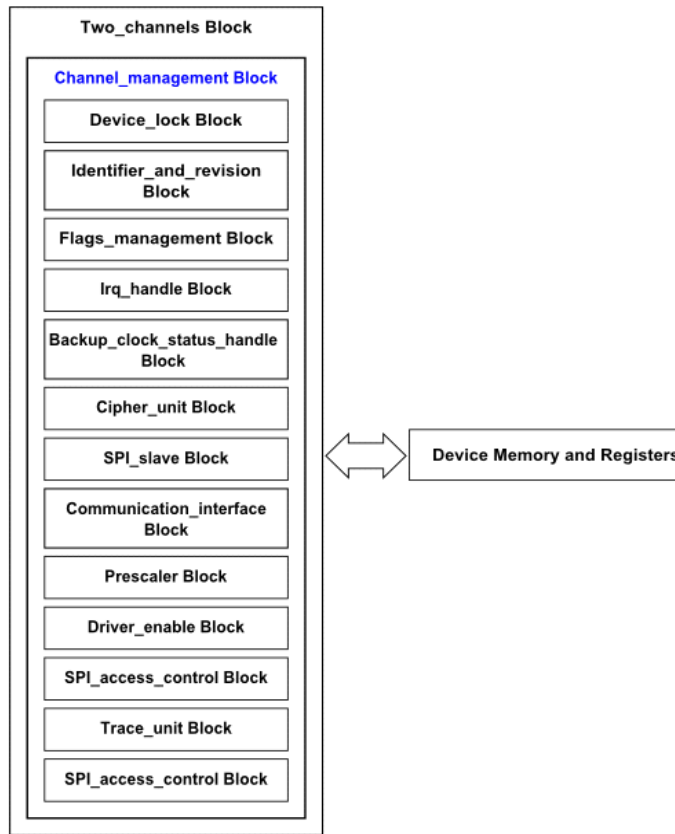 Two_channels Block
Channel_management Block
Device_lock Block
Identifier_and_revision
Block
Flags_management Block
Irq_handle Block
Backup_clock_status_handle
Block
Cipher_unit Block
SPI_slave Block
Device Memory and Registers
Communication_interface
Block
Prescaler Block
Driver_enable Block
SPI_access_control Block
Trace_unit Block
SPI_access_control Block